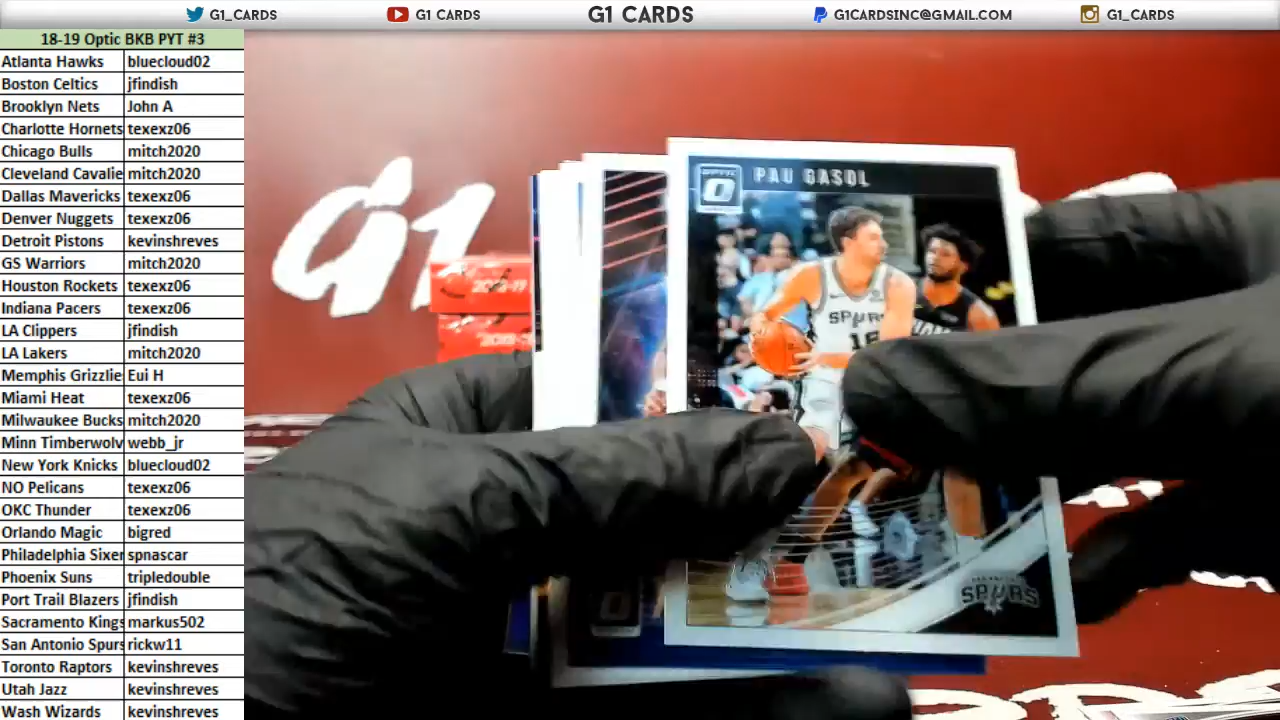 G1_CARDS
G1 CARDS
G1 CARDS
G1CARDSINC@GMAIL.COM
G1_CARDS
18-19 Optic BKB PYT #3
Atlanta Hawks bluecloud02
Boston Celtics jfindish
Brooklyn Nets John A
Charlotte Hornets texexz06
Chicago Bulls mitch2020
Cleveland Cavalie mitch2020
Dallas Mavericks texexz06
Denver Nuggets texexz06
Detroit Pistons kevinshreves
GS Warriors mitch2020
Houston Rockets texexz06
Indiana Pacers texexz06
LA Clippers jfindish
LA Lakers mitch2020
Memphis Grizzlie Eui H
Miami Heat texexz06
Milwaukee Bucks mitch2020
Minn Timberwolv webb_jr
New York Knicks bluecloud02
NO Pelicans texexz06
OKC Thunder texexz06
Orlando Magic bigred
Philadelphia Sixer spnascar
Phoenix Suns tripledouble
Port Trail Blazers jfindish
Sacramento Kings markus502
San Antonio Spurs rickw11
Toronto Raptors kevinshreves
Utah Jazz kevinshreves
Wash Wizards kevinshreves
G1
PAU GASOL
SPURS
16
SPURS